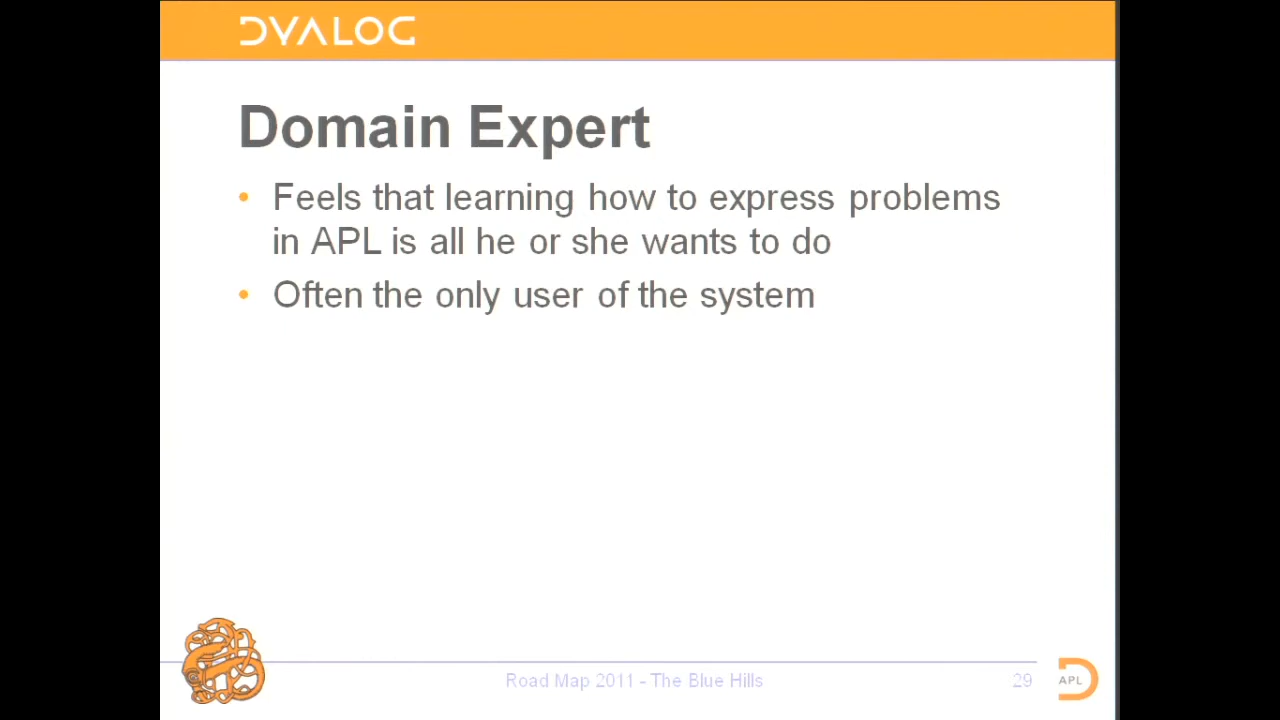 DYALOG
Domain Expert
• Feels that learning how to express problems
in APL is all he or she wants to do
• Often the only user of the system
Road Map 2011 - The Blue Hills
29
APL